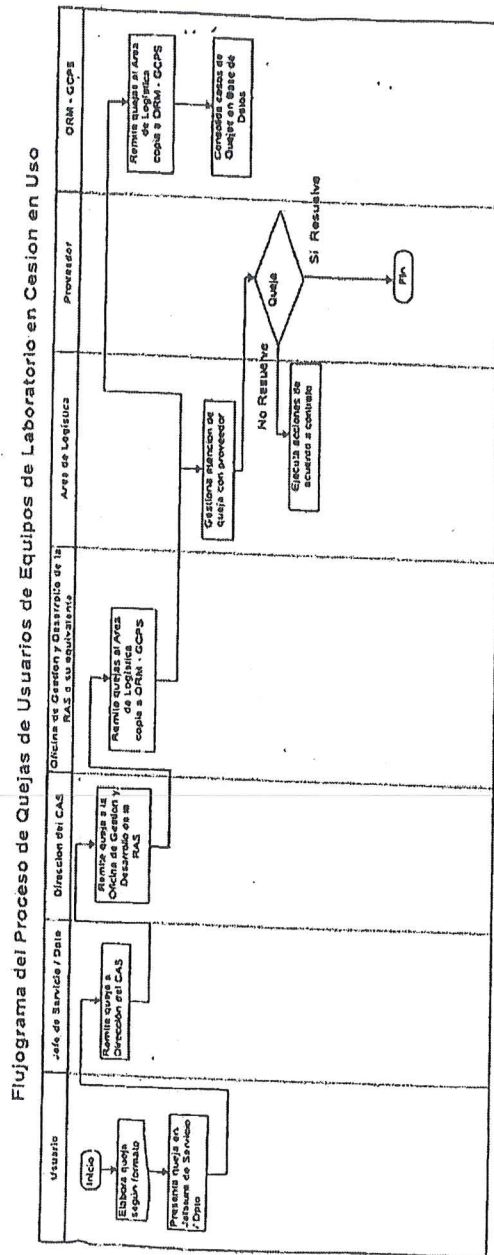 Flujograma del Proceso de Quejas de Usuarios de Equipos de Laboratorio en Cesion en Uso
Usuario
Jefe de Servicio / Dpto
Direccion del CAS
Oficina de Gestion y Desarrollo de la
RAS o su equivalente
Area de Logistica
Proveedor
ORM - GCPS
Inicio
Elabora queja
según formato
Presenta queja en
Jefatura de Servicio
/ Dpto
Remite queja a
Dirección del CAS
Remite queja a la
Oficina de Gestion y
Desarrollo de la
RAS
Remite quejas al Area
de Logística
copia a ORM - GCPS
Gestiona atencion de
queja con proveedor
No Resuelve
Ejecuta acciones de
acuerdo a contrato
Queja
Si Resuelve
Fin
Remite quejas al Area
de Logística
copia a ORM - GCPS
Consolida casos de
Quejas en Base de
Datos